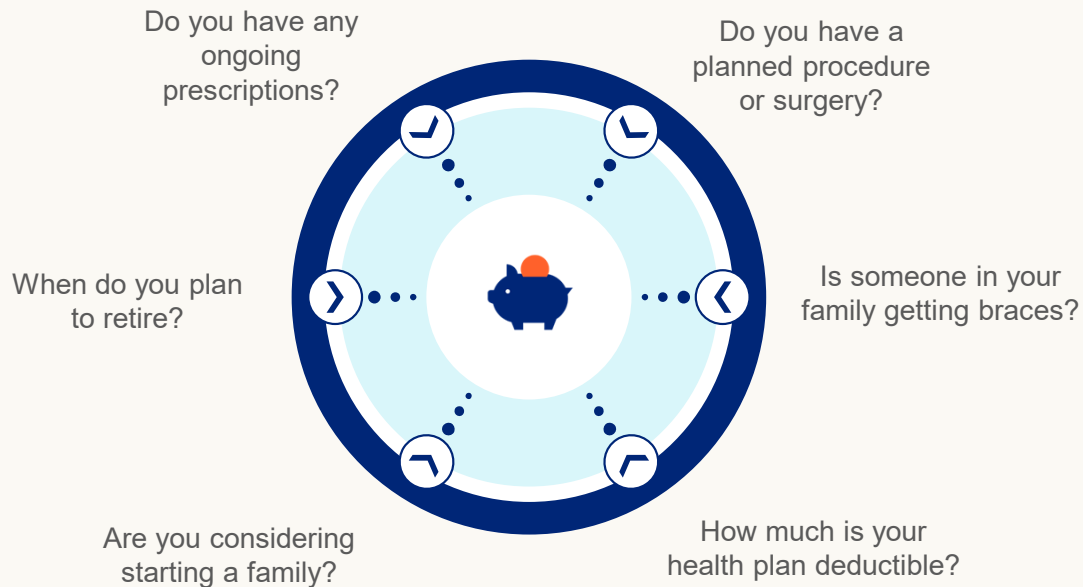 Do you have any
ongoing
prescriptions?
Do you have a
planned procedure
or surgery?
When do you plan
to retire?
Is someone in your
family getting braces?
Are you considering
starting a family?
How much is your
health plan deductible?